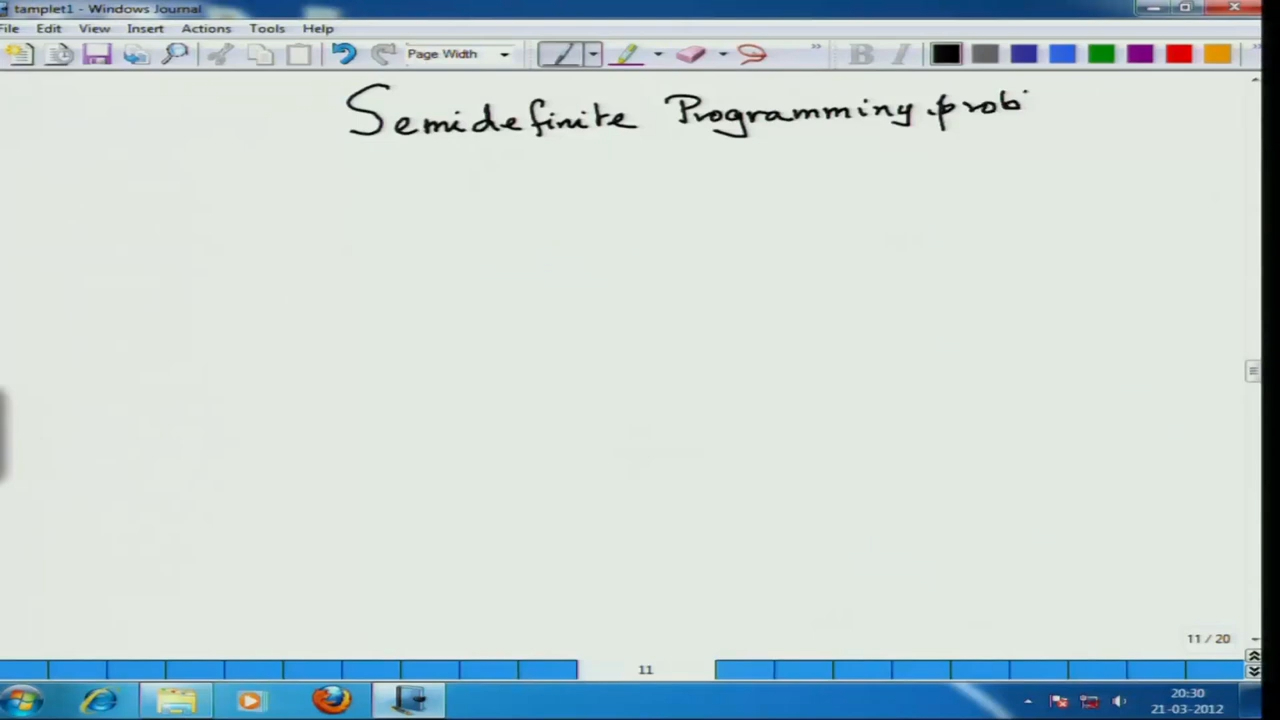 tamplet1 - Windows Journal
File Edit View Insert Actions Tools Help
Page Width
B I
Semidefinite Programming prob
11 / 20
11
20:30
21-03-2012